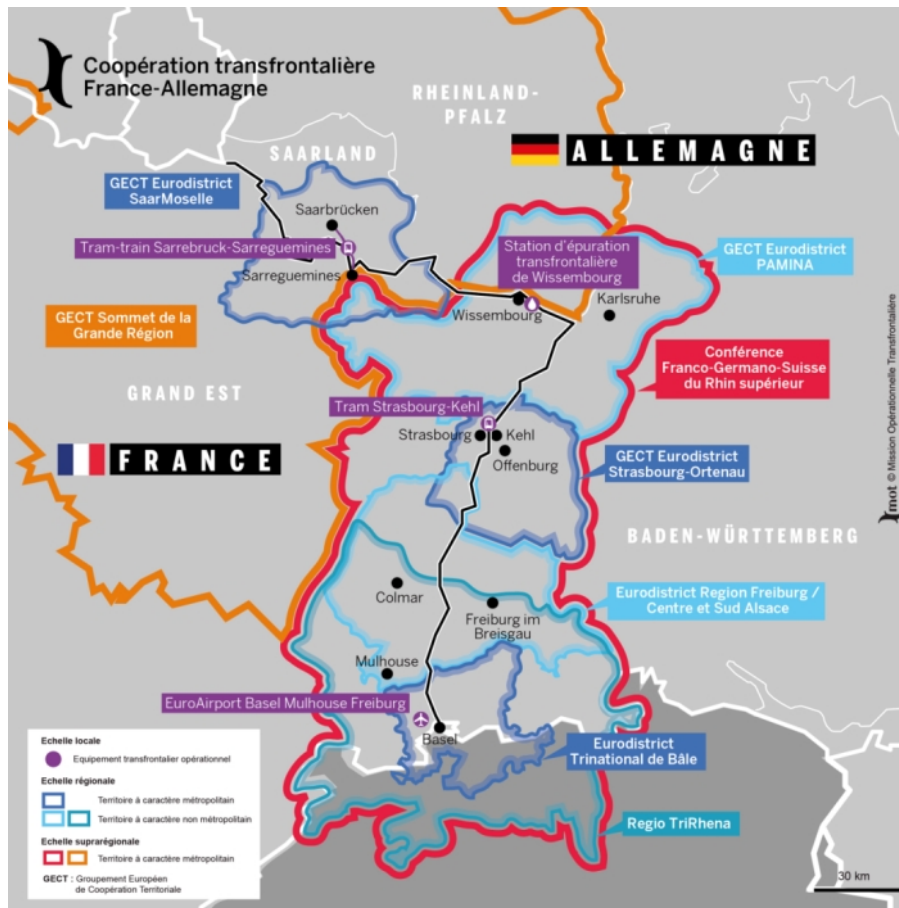 Coopération transfrontalière
France-Allemagne
RHEINLAND-
PFALZ
ALLEMAGNE
SAARLAND
GECT Eurodistrict
SaarMoselle
Saarbrücken
Tram-train Sarrebruck-Sarreguemines
Sarreguemines
Station d'épuration
transfrontalière
de Wissembourg
GECT Eurodistrict
PAMINA
Wissembourg
Karlsruhe
GECT Sommet de la
Grande Région
Conférence
Franco-Germano-Suisse
du Rhin supérieur
GRAND EST
Tram Strasbourg-Kehl
FRANCE
Strasbourg
Kehl
Offenburg
GECT Eurodistrict
Strasbourg-Ortenau
mot © Mission Opérationnelle Transfrontalière
BADEN-WÜRTTEMBERG
Colmar
Freiburg im
Breisgau
Eurodistrict Region Freiburg /
Centre et Sud Alsace
Mulhouse
EuroAirport Basel Mulhouse Freiburg
Basel
Eurodistrict
Trinational de Bâle
Regio TriRhena
Echelle locale
Equipement transfrontalier opérationnel
Echelle régionale
Territoire à caractère métropolitain
Territoire à caractère non métropolitain
Echelle suprarégionale
Territoire à caractère métropolitain
GECT : Groupement Européen
de Coopération Territoriale
30 km